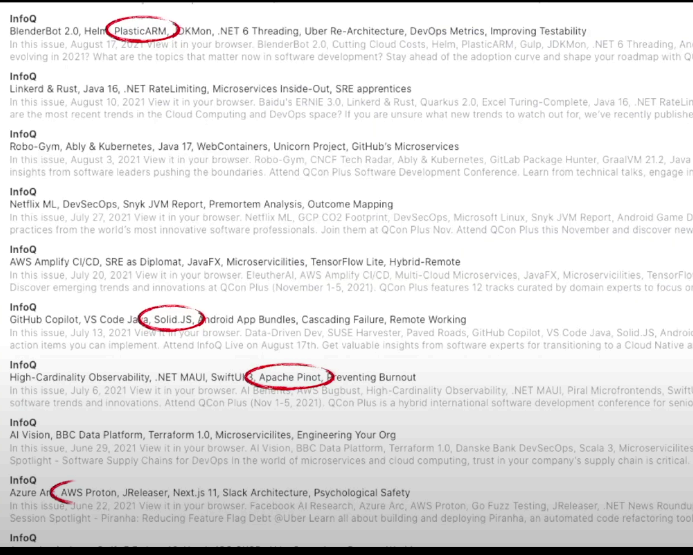 InfoQ
BlenderBot 2.0, Helm, PlasticARM, JDKMon, .NET 6 Threading, Uber Re-Architecture, DevOps Metrics, Improving Testability
In this issue, August 17, 2021 View it in your browser. BlenderBot 2.0, Cutting Cloud Costs, Helm, PlasticARM, Gulp, JDKMon, .NET 6 Threading,
evolving in 2021? What are the topics that matter now in software development? Stay ahead of the adoption curve and shape your roadmap with
InfoQ
Linkerd & Rust, Java 16, .NET RateLimiting, Microservices Inside-Out, SRE apprentices
In this issue, August 10, 2021 View it in your browser. Baidu's ERNIE 3.0, Linkerd & Rust, Quarkus 2.0, Excel Turing-Complete, Java 16, .NET RateLin
are the most recent trends in the Cloud Computing and DevOps space? If you are unsure what new trends to watch out for, we've recently publishe
InfoQ
Robo-Gym, Ably & Kubernetes, Java 17, WebContainers, Unicorn Project, GitHub's Microservices
In this issue, August 3, 2021 View it in your browser. Robo-Gym, CNCF Tech Radar, Ably & Kubernetes, GitLab Package Hunter, GraalVM 21.2, Java
insights from software leaders pushing the boundaries. Attend QCon Plus Software Development Conference. Learn from technical talks, engage in
InfoQ
Netflix ML, DevSecOps, Snyk JVM Report, Premortem Analysis, Outcome Mapping
In this issue, July 27, 2021 View it in your browser. Netflix ML, GCP CO2 Footprint, DevSecOps, Microsoft Linux, Snyk JVM Report, Android Game D
practices from the world's most innovative software professionals. Join them at QCon Plus Nov. Attend QCon Plus this November and discover new
InfoQ
AWS Amplify CI/CD, SRE as Diplomat, JavaFX, Microservicilities, TensorFlow Lite, Hybrid-Remote
In this issue, July 20, 2021 View it in your browser. EleutherAI, AWS Amplify CI/CD, Multi-Cloud Microservices, JavaFX, Microservicilities, TensorFlo
Discover emerging trends and innovations at QCon Plus (November 1-5, 2021). QCon Plus features 12 tracks curated by domain experts to focus o
InfoQ
GitHub Copilot, VS Code Java, Solid.JS, Android App Bundles, Cascading Failure, Remote Working
In this issue, July 13, 2021 View it in your browser. Data-Driven Dev, SUSE Harvester, Paved Roads, GitHub Copilot, VS Code Java, Solid.JS, Androi
action items you can implement. Attend InfoQ Live on August 17th. Get valuable insights from software experts for transitioning to a Cloud Native a
InfoQ
High-Cardinality Observability, .NET MAUI, SwiftUI 3, Apache Pinot, Preventing Burnout
In this issue, July 6, 2021 View it in your browser. AI Benefits, AWS Bugbust, High-Cardinality Observability, .NET MAUI, Piral Microfrontends, Swift
software trends and innovations. Attend QCon Plus (Nov 1-5, 2021). QCon Plus is a hybrid international software development conference for senio
InfoQ
AI Vision, BBC Data Platform, Terraform 1.0, Microservicilites, Engineering Your Org
In this issue, June 29, 2021 View it in your browser. AI Vision, BBC Data Platform, Terraform 1.0, Danske Bank DevSecOps, Scala 3, Microservicilites
Spotlight - Software Supply Chains for DevOps in the world of microservices and cloud computing, trust in your company's supply chain is critical.
InfoQ
Azure Arc, AWS Proton, JReleaser, Next.js 11, Slack Architecture, Psychological Safety
In this issue, June 22, 2021 View it in your browser. Facebook AI Research, Azure Arc, AWS Proton, Go Fuzz Testing, JReleaser, .NET News Roundu
Session Spotlight - Piranha: Reducing Feature Flag Debt @Uber Learn all about building and deploying Piranha, an automated code refactoring too
InfoQ